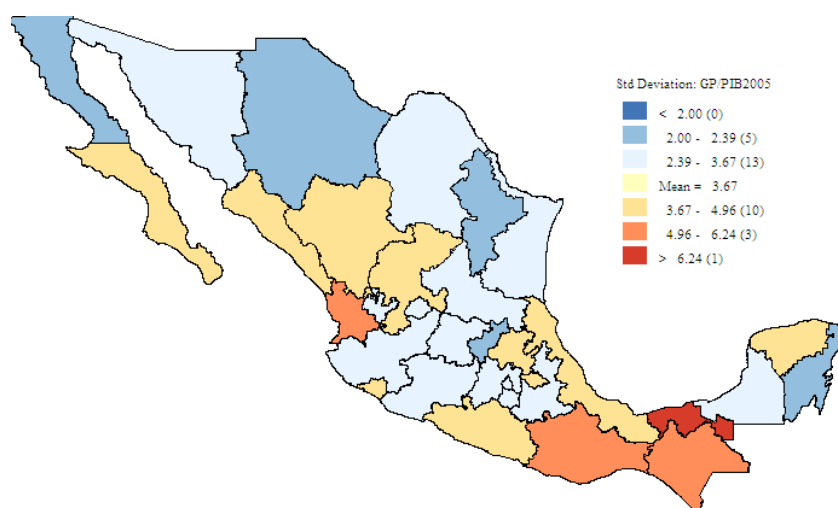 Std Deviation: GP/PIB2005
< 2.00 (0)
2.00 - 2.39 (5)
2.39 - 3.67 (13)
Mean = 3.67
3.67 - 4.96 (10)
4.96 - 6.24 (3)
> 6.24 (1)